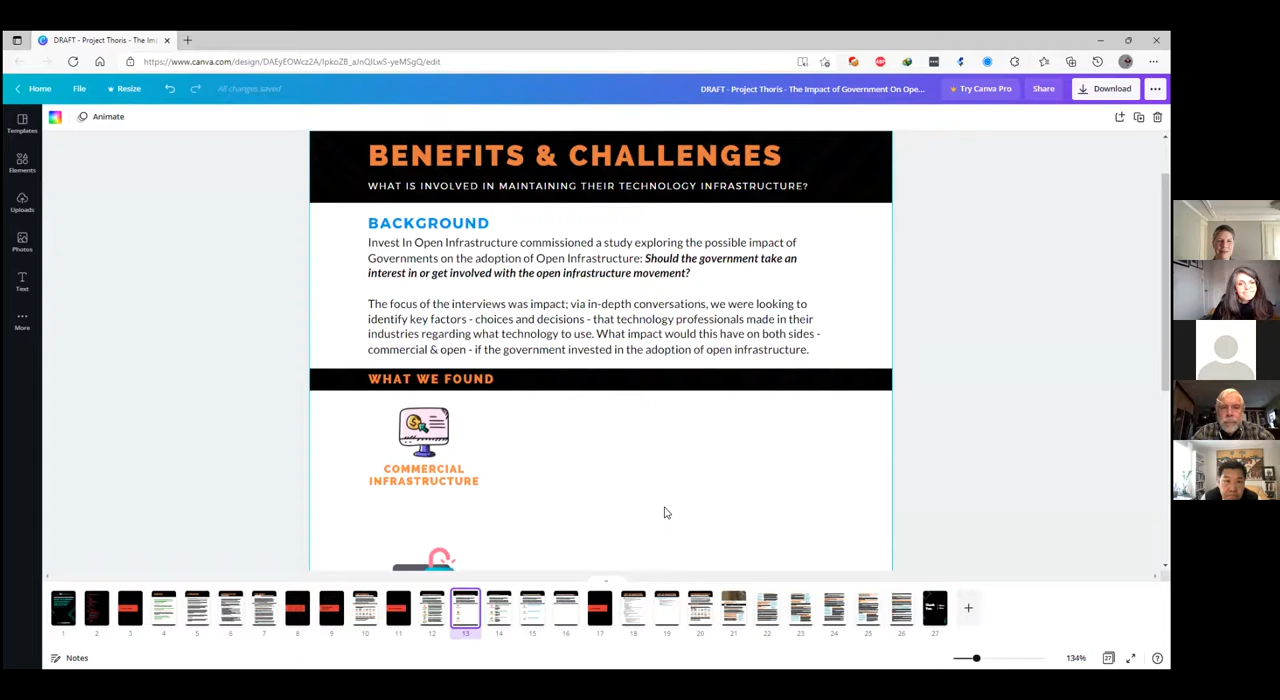 DRAFT - Project Thoris - The Im
https://www.canva.com/design/DAEyEOWcz2A/IpkoZB_aJnQJLwS-yeMSgQ/edit
Home
File
Resize
All changes saved
DRAFT - Project Thoris - The Impact of Government On Ope...
Try Canva Pro
Share
Download
Animate
Templates
Elements
Uploads
Photos
Text
More
BENEFITS & CHALLENGES
WHAT IS INVOLVED IN MAINTAINING THEIR TECHNOLOGY INFRASTRUCTURE?
BACKGROUND
Invest In Open Infrastructure commissioned a study exploring the possible impact of
Governments on the adoption of Open Infrastructure: Should the government take an
interest in or get involved with the open infrastructure movement?
The focus of the interviews was impact; via in-depth conversations, we were looking to
identify key factors - choices and decisions - that technology professionals made in their
industries regarding what technology to use. What impact would this have on both sides -
commercial & open - if the government invested in the adoption of open infrastructure.
WHAT WE FOUND
COMMERCIAL
INFRASTRUCTURE
1 2 3 4 5 6 7 8 9 10 11 12 13 14 15 16 17 18 19 20 21 22 23 24 25 26 27
Notes
134%
27